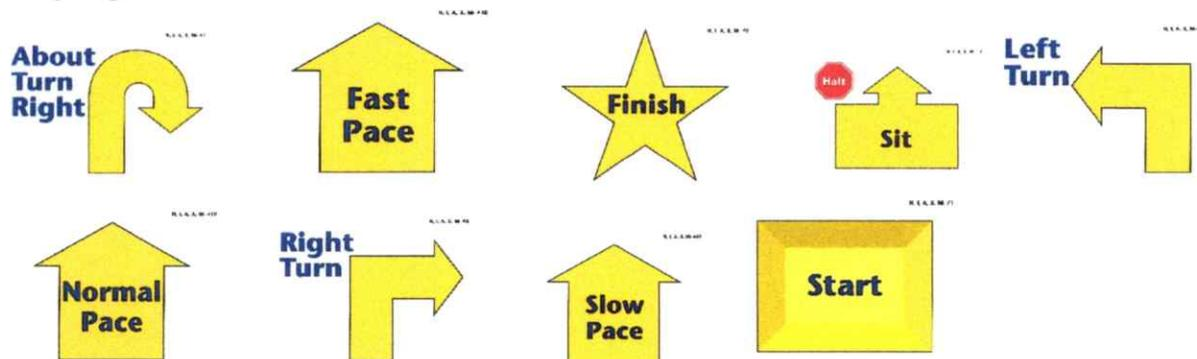 About
Turn
Right
Fast
Pace
Finish
Halt
Sit
Left
Turn
Normal
Pace
Right
Turn
Slow
Pace
Start